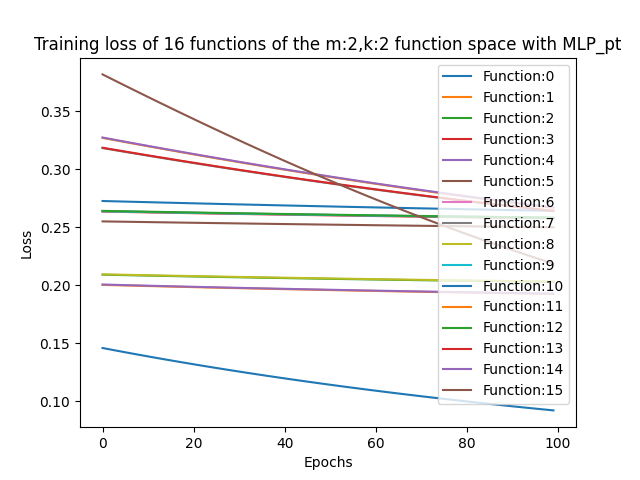 Training loss of 16 functions of the m:2,k:2 function space with MLP_pt
Loss
0.35
0.30
0.25
0.20
0.15
0.10
0
20
40
60
80
100
Epochs
Function:0
Function:1
Function:2
Function:3
Function:4
Function:5
Function:6
Function:7
Function:8
Function:9
Function:10
Function:11
Function:12
Function:13
Function:14
Function:15